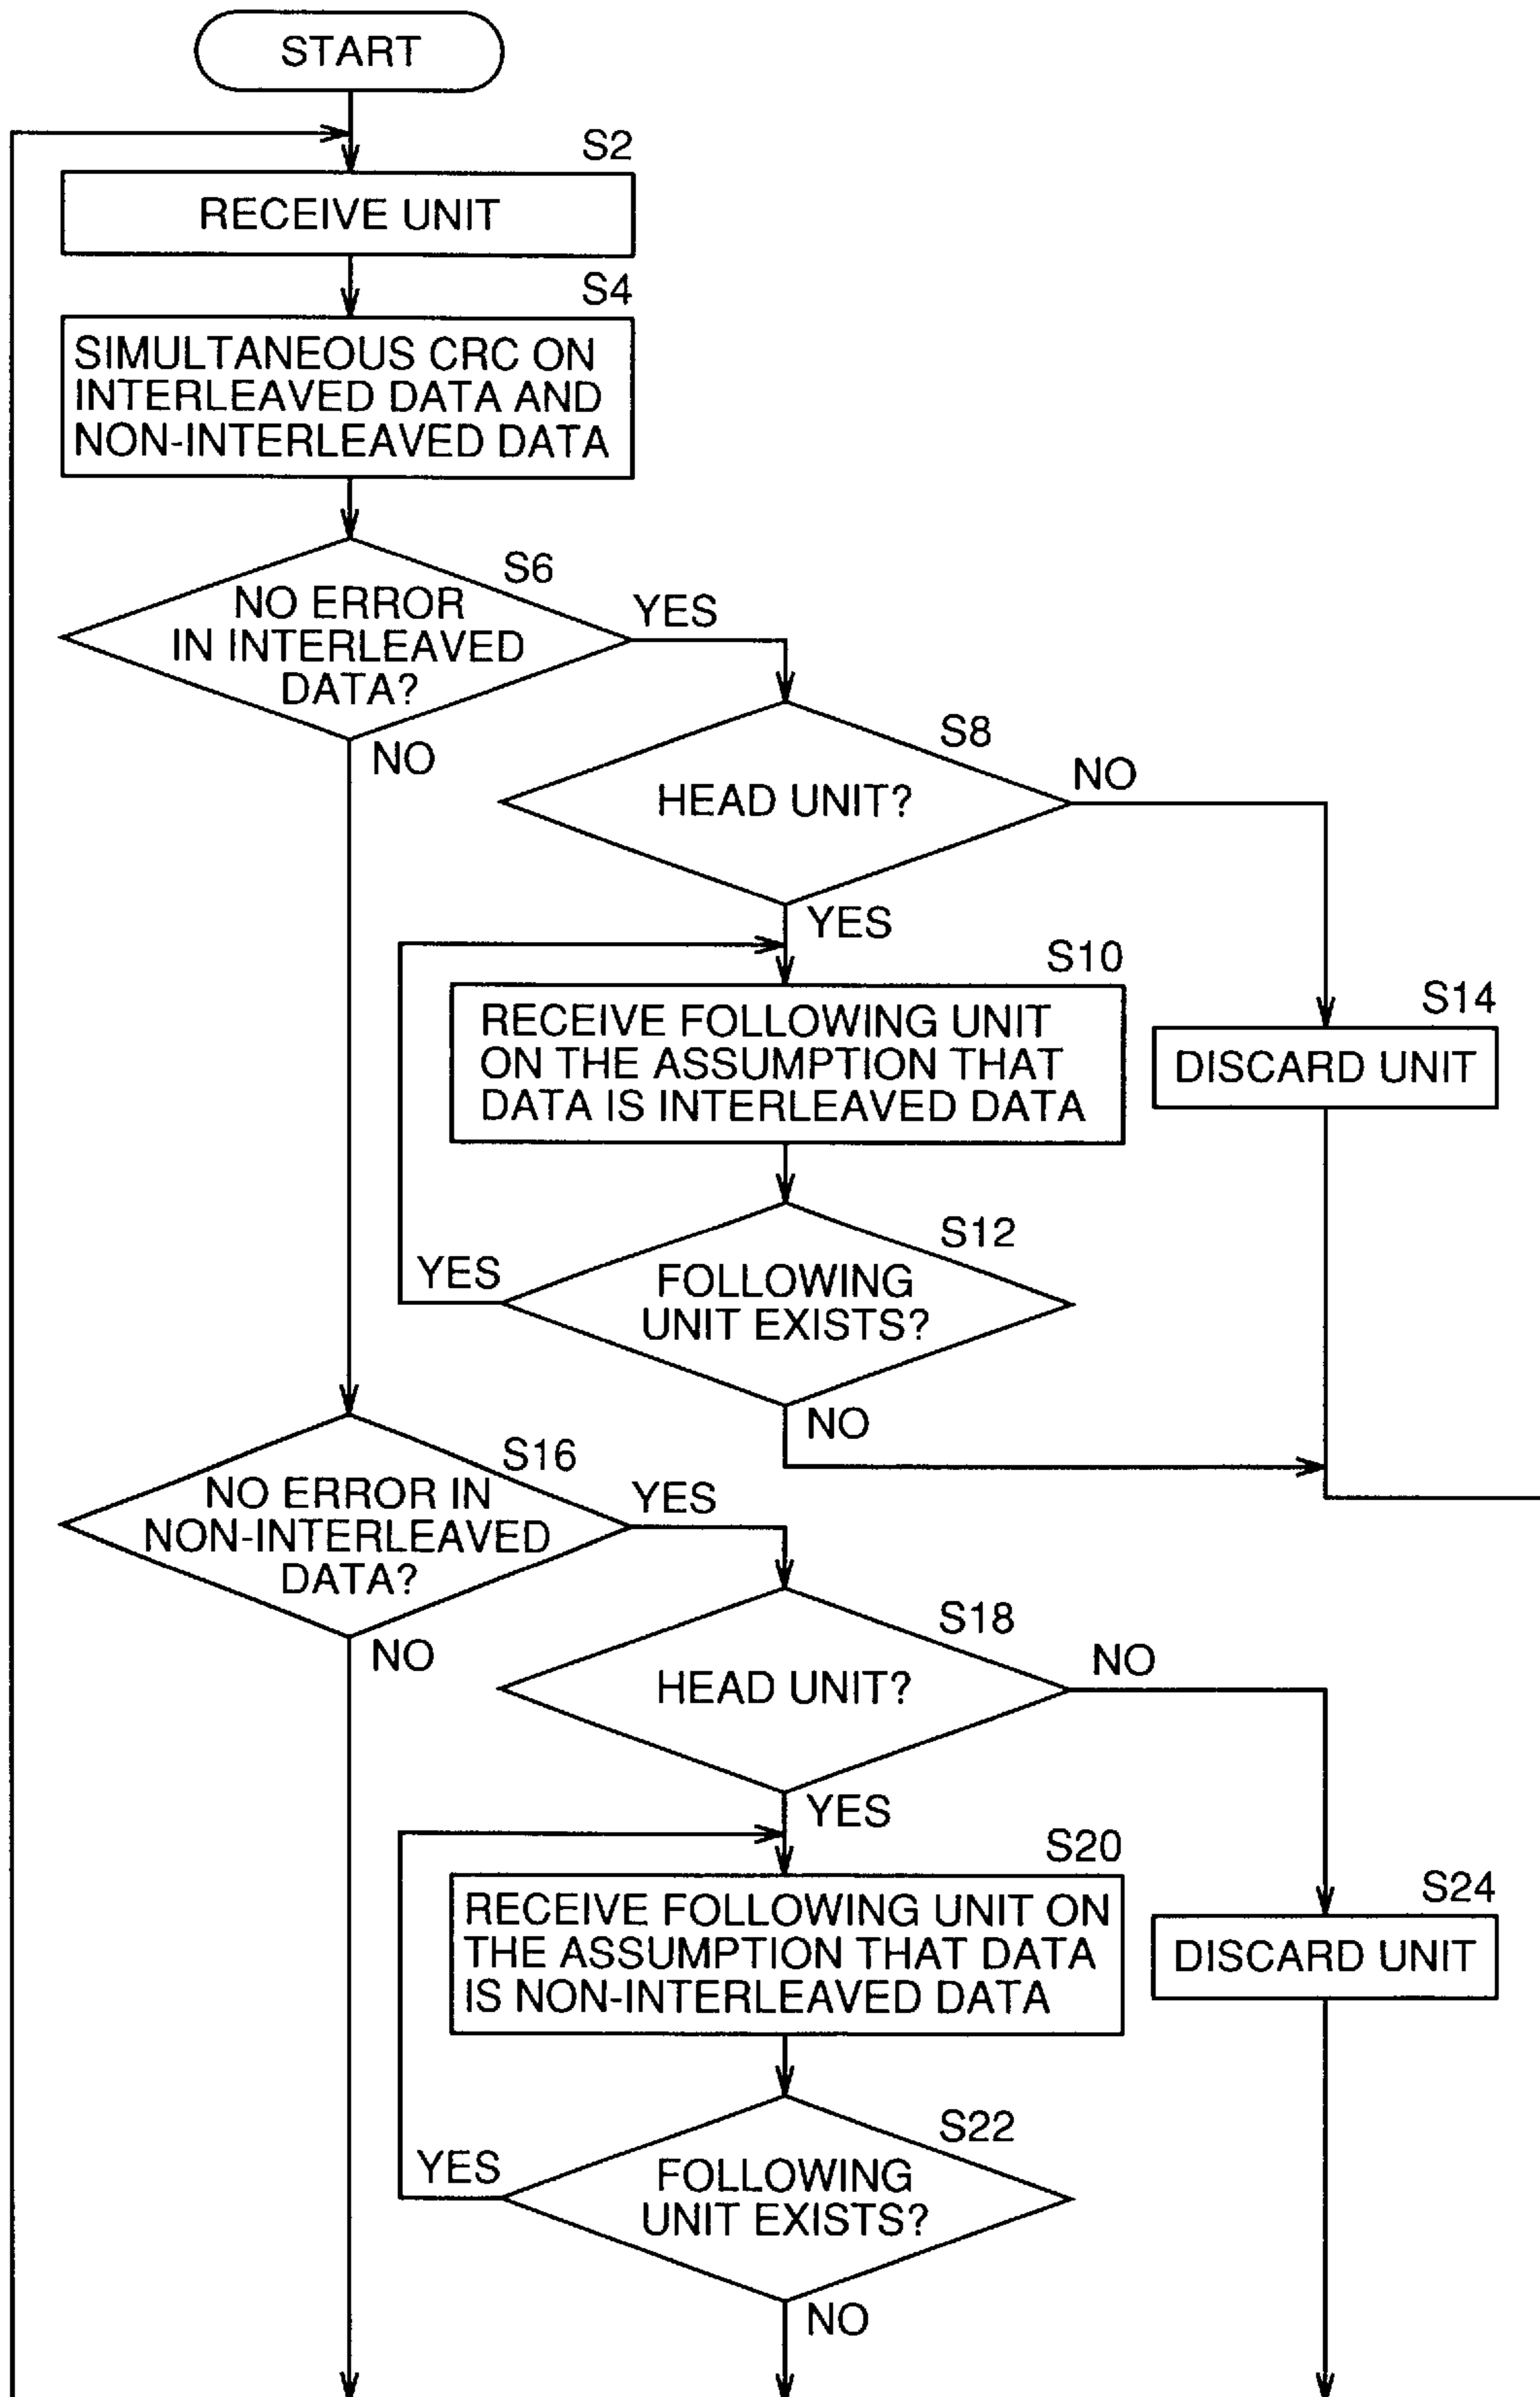 START
S2
RECEIVE UNIT
S4
SIMULTANEOUS CRC ON
INTERLEAVED DATA AND
NON-INTERLEAVED DATA
S6
NO ERROR
IN INTERLEAVED
DATA?
YES
NO
S8
HEAD UNIT?
NO
YES
S10
RECEIVE FOLLOWING UNIT
ON THE ASSUMPTION THAT
DATA IS INTERLEAVED DATA
S14
DISCARD UNIT
S12
FOLLOWING
UNIT EXISTS?
YES
NO
S16
NO ERROR IN
NON-INTERLEAVED
DATA?
YES
NO
S18
HEAD UNIT?
NO
YES
S20
RECEIVE FOLLOWING UNIT ON
THE ASSUMPTION THAT DATA
IS NON-INTERLEAVED DATA
S24
DISCARD UNIT
S22
FOLLOWING
UNIT EXISTS?
YES
NO